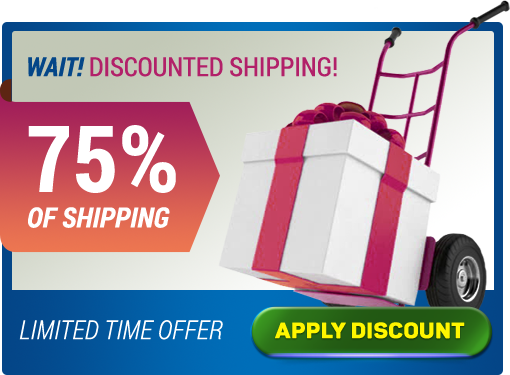 WAIT! DISCOUNTED SHIPPING!
75%
OF SHIPPING
LIMITED TIME OFFER
APPLY DISCOUNT